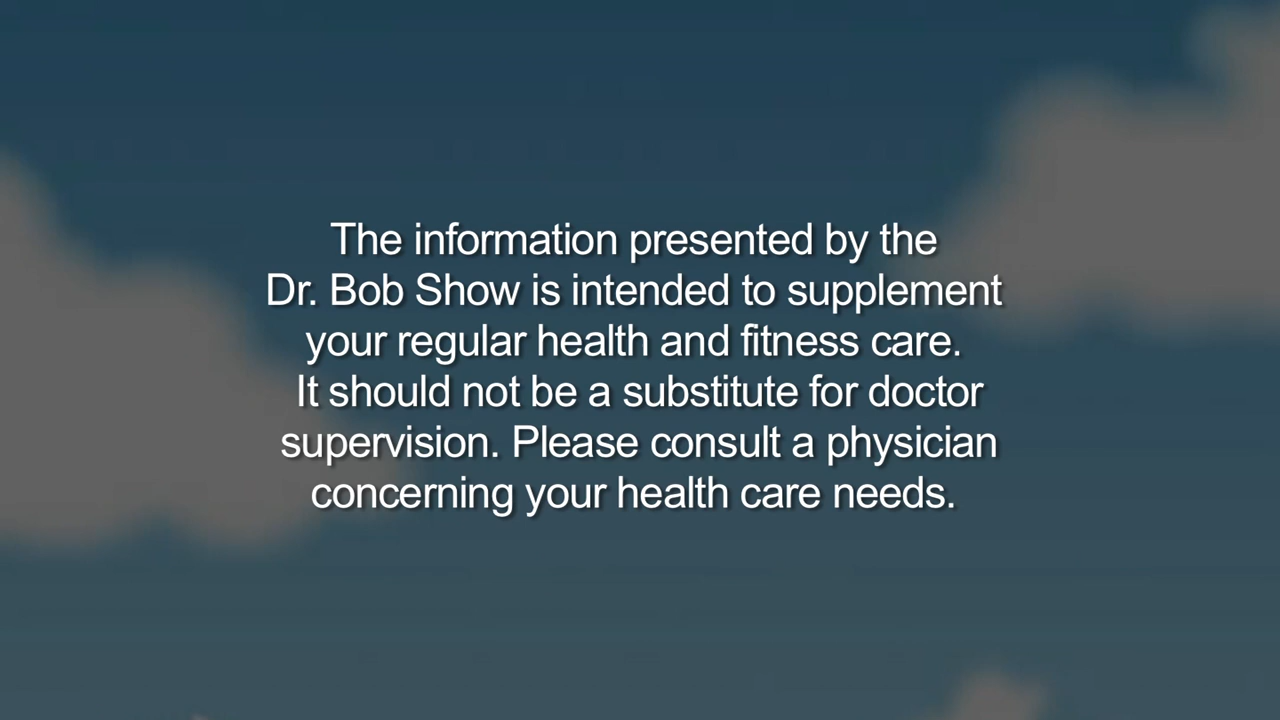 The information presented by the
Dr. Bob Show is intended to supplement
your regular health and fitness care.
It should not be a substitute for doctor
supervision. Please consult a physician
concerning your health care needs.